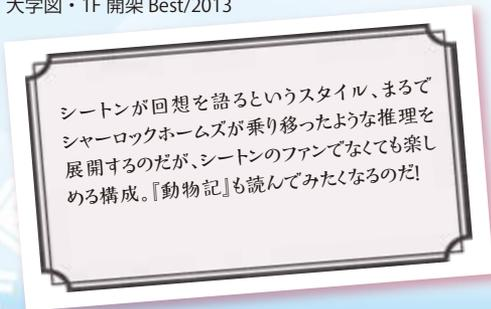 大学図・1F 開架 Best/2013
シートンが回想を語るというスタイル、まるで
シャーロックホームズが乗り移ったような推理を
展開するのだが、シートンのファンでなくても楽し
める構成。『動物記』も読んでみたくなるのだ!